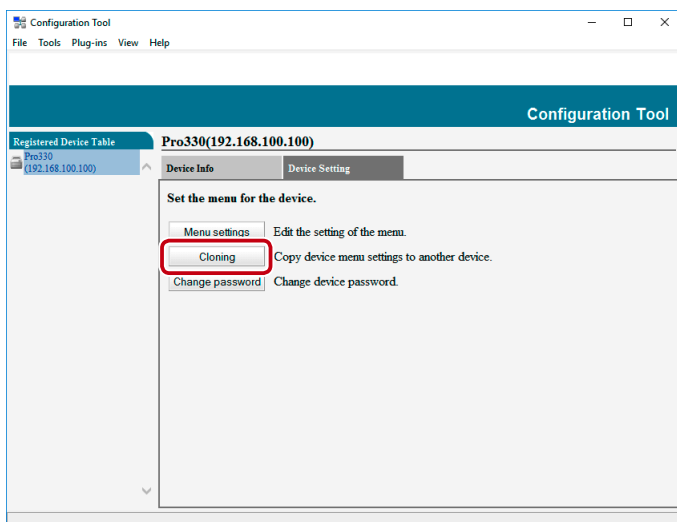 Configuration Tool
File Tools Plug-ins View Help
Configuration Tool
Registered Device Table
Pro330
(192.168.100.100)
Pro330(192.168.100.100)
Device Info Device Setting
Set the menu for the device.
Menu settings Edit the setting of the menu.
Cloning Copy device menu settings to another device.
Change password Change device password.